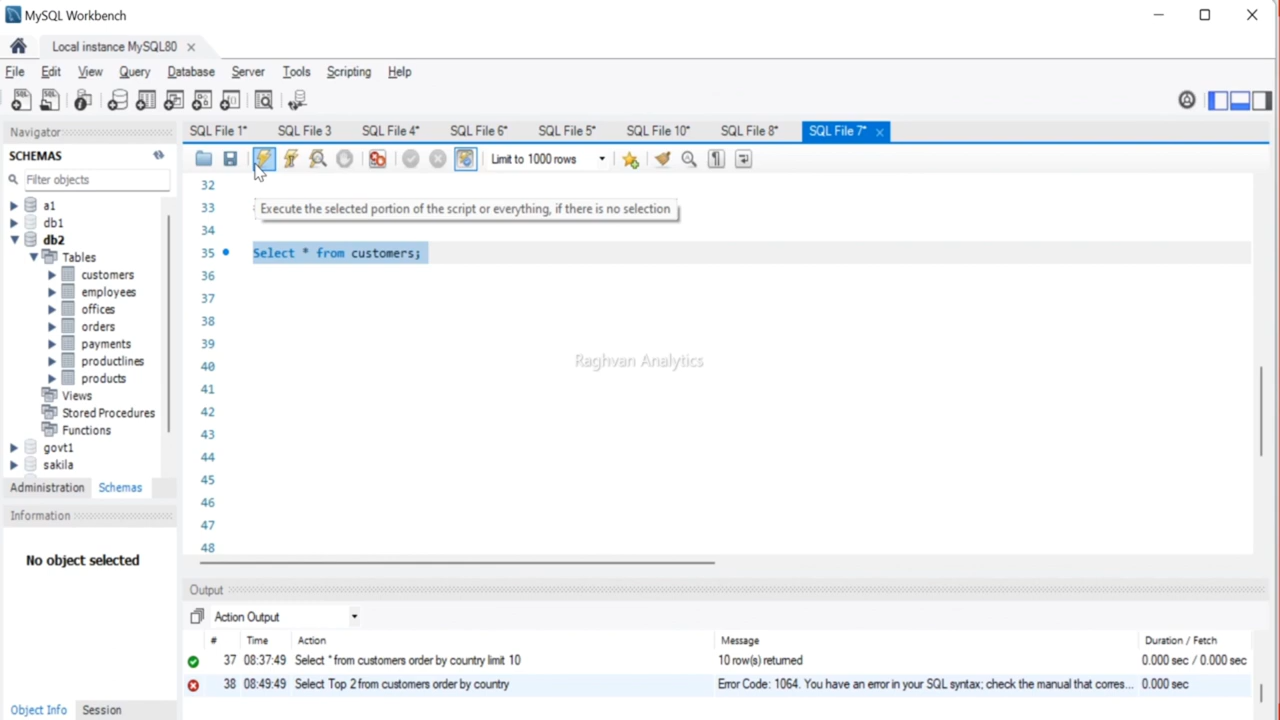 MySQL Workbench
Local instance MySQL80
File Edit View Query Database Server Tools Scripting Help
Navigator
SCHEMAS
Filter objects
a1
db1
db2
Tables
customers
employees
offices
orders
payments
productlines
products
Views
Stored Procedures
Functions
govt1
sakila
Administration Schemas
Information
No object selected
Object Info Session
SQL File 1* SQL File 3 SQL File 4* SQL File 6* SQL File 5* SQL File 10* SQL File 8* SQL File 7*
Limit to 1000 rows
32
33
Execute the selected portion of the script or everything, if there is no selection
34
35 Select * from customers;
36
37
38
39
40
41
42
43
44
45
46
47
48
Raghvan Analytics
Output
Action Output
# Time Action Message Duration / Fetch
37 08:37:49 Select * from customers order by country limit 10 10 row(s) returned 0.000 sec / 0.000 sec
38 08:49:49 Select Top 2 from customers order by country Error Code: 1064. You have an error in your SQL syntax; check the manual that corres... 0.000 sec